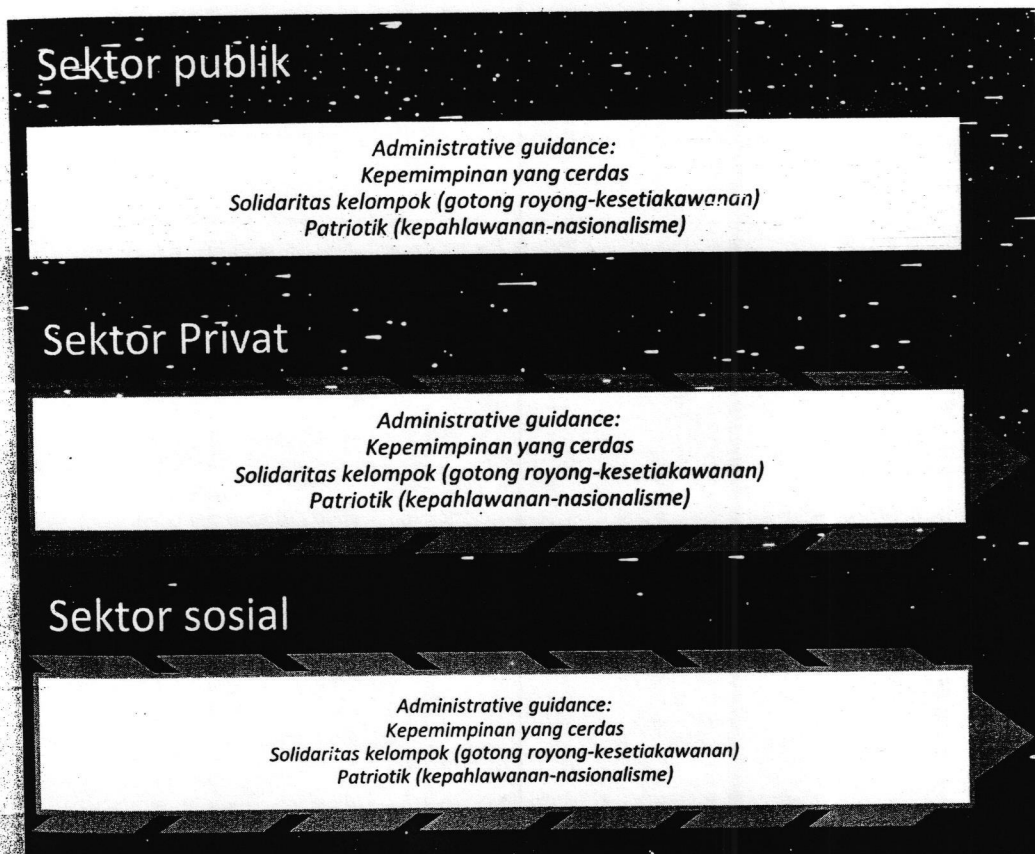 Sektor publik
Administrative guidance:
Kepemimpinan yang cerdas
Solidaritas kelompok (gotong royong-kesetiakawanan)
Patriotik (kepahlawanan-nasionalisme)
Sektor Privat
Administrative guidance:
Kepemimpinan yang cerdas
Solidaritas kelompok (gotong royong-kesetiakawanan)
Patriotik (kepahlawanan-nasionalisme)
Sektor sosial
Administrative guidance:
Kepemimpinan yang cerdas
Solidaritas kelompok (gotong royong-kesetiakawanan)
Patriotik (kepahlawanan-nasionalisme)